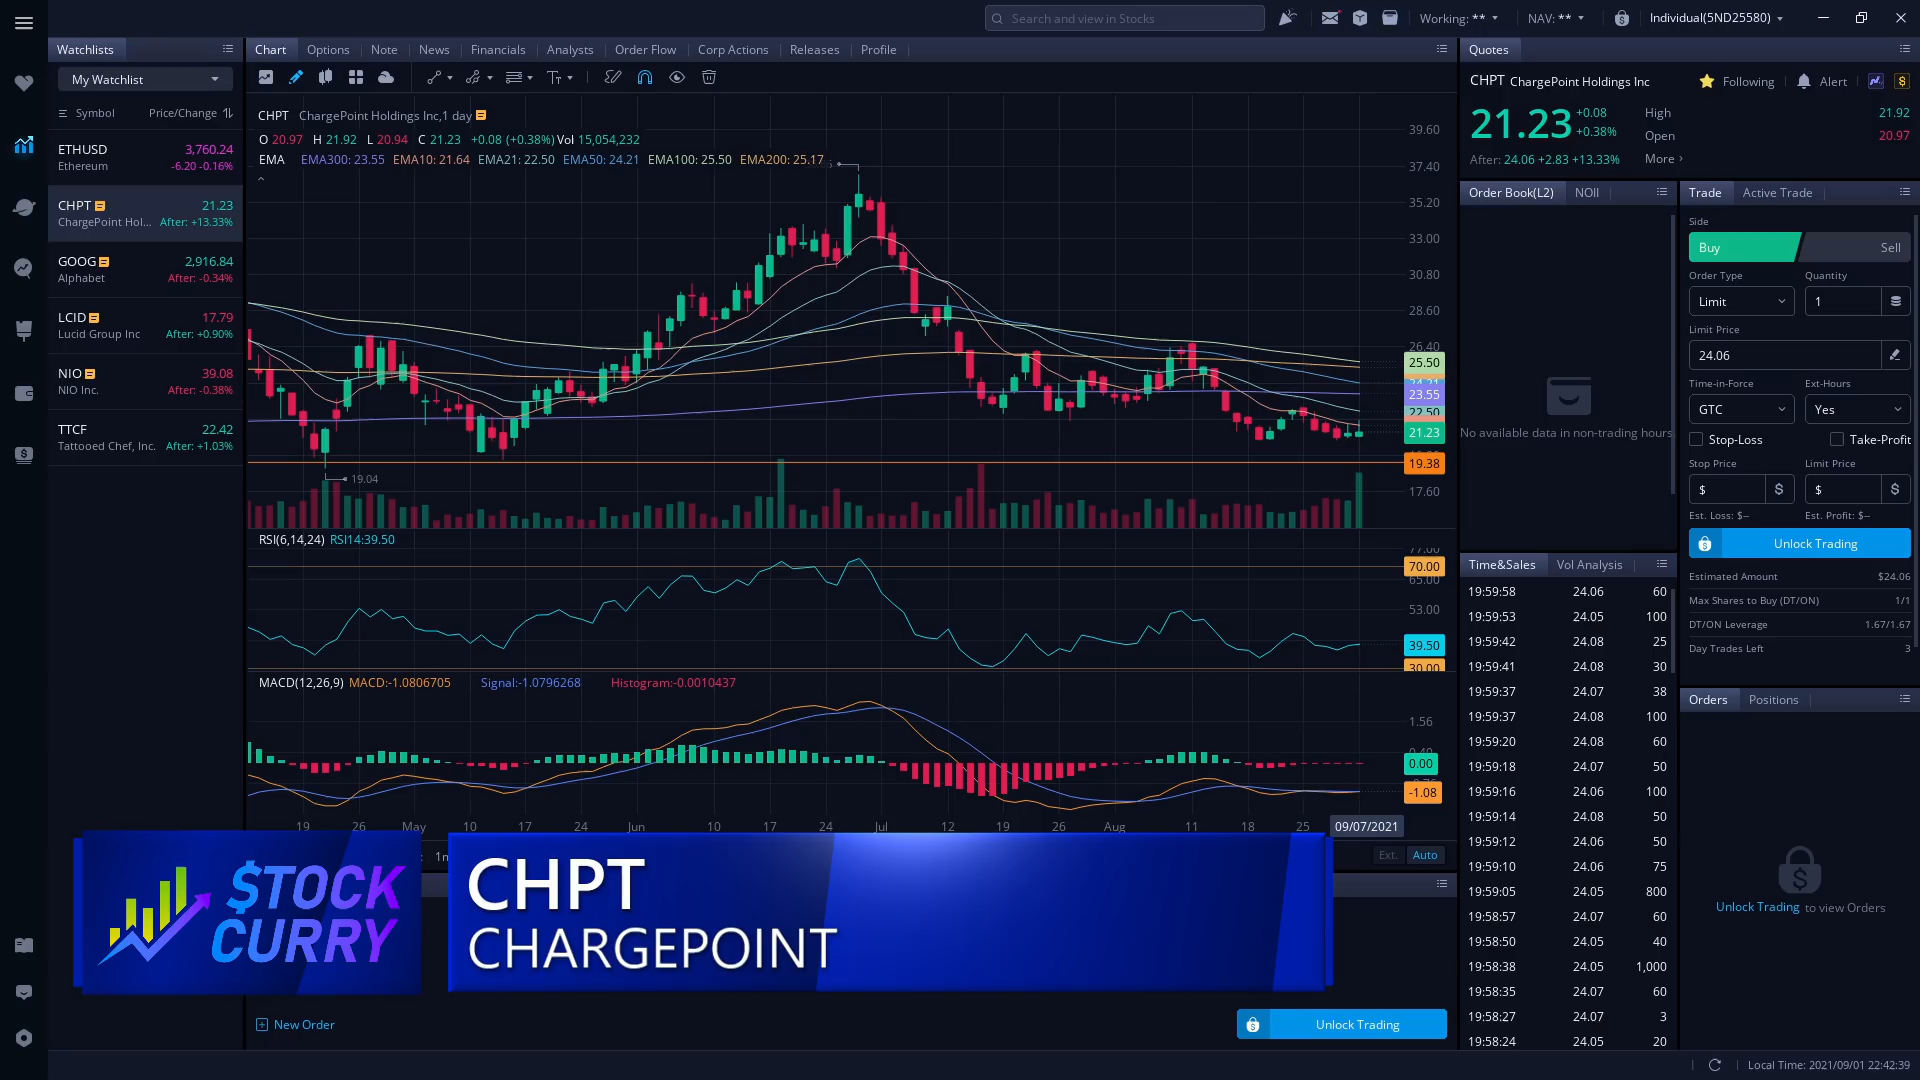 Search and view in Stocks
Working: **
NAV: **
Individual(5ND25580)
Watchlists
My Watchlist
Symbol Price/Change
ETHUSD 3,760.24
Ethereum -6.20 -0.16%
CHPT 21.23
ChargePoint Hol... After: +13.33%
GOOG 2,916.84
Alphabet After: -0.34%
LCID 17.79
Lucid Group Inc After: +0.90%
NIO 39.08
NIO Inc. After: -0.38%
TTCF 22.42
Tattooed Chef, Inc. After: +1.03%
Chart Options Note News Financials Analysts Order Flow Corp Actions Releases Profile
CHPT ChargePoint Holdings Inc,1 day
O 20.97 H 21.92 L 20.94 C 21.23 +0.08 (+0.38%) Vol 15,054,232
EMA EMA300: 23.55 EMA10: 21.64 EMA21: 22.50 EMA50: 24.21 EMA100: 25.50 EMA200: 25.17
39.60
37.40
35.20
33.00
30.80
28.60
26.40
25.50
24.21
23.55
22.50
21.23
19.38
17.60
19.04
RSI(6,14,24) RSI14:39.50
77.00
70.00
65.00
53.00
39.50
30.00
MACD(12,26,9) MACD:-1.0806705 Signal:-1.0796268 Histogram:-0.0010437
1.56
0.40
0.00
-1.08
19 26 May 10 17 24 Jun 10 17 24 Jul 12 19 26 Aug 11 18 25 09/07/2021
Ext. Auto
$TOCK
CURRY
CHPT
CHARGEPOINT
New Order
Unlock Trading
Quotes
CHPT ChargePoint Holdings Inc Following Alert
21.23 +0.08
+0.38%
After: 24.06 +2.83 +13.33%
High 21.92
Open 20.97
More
Order Book(L2) NOII
No available data in non-trading hours
Time&Sales Vol Analysis
19:59:58 24.06 60
19:59:53 24.05 100
19:59:42 24.08 25
19:59:41 24.08 30
19:59:37 24.07 38
19:59:37 24.08 100
19:59:20 24.08 60
19:59:18 24.07 50
19:59:16 24.06 100
19:59:14 24.08 50
19:59:12 24.06 50
19:59:10 24.06 75
19:59:05 24.05 800
19:58:57 24.07 60
19:58:50 24.05 40
19:58:38 24.05 1,000
19:58:35 24.07 60
19:58:27 24.07 3
19:58:24 24.05 20
Trade Active Trade
Side
Buy Sell
Order Type Quantity
Limit 1
Limit Price
24.06
Time-in-Force Ext-Hours
GTC Yes
Stop-Loss Take-Profit
Stop Price Limit Price
$ $ $ $
Est. Loss: $-- Est. Profit: $--
Unlock Trading
Estimated Amount $24.06
Max Shares to Buy (DT/ON) 1/1
DT/ON Leverage 1.67/1.67
Day Trades Left 3
Orders Positions
Unlock Trading to view Orders
Local Time: 2021/09/01 22:42:39